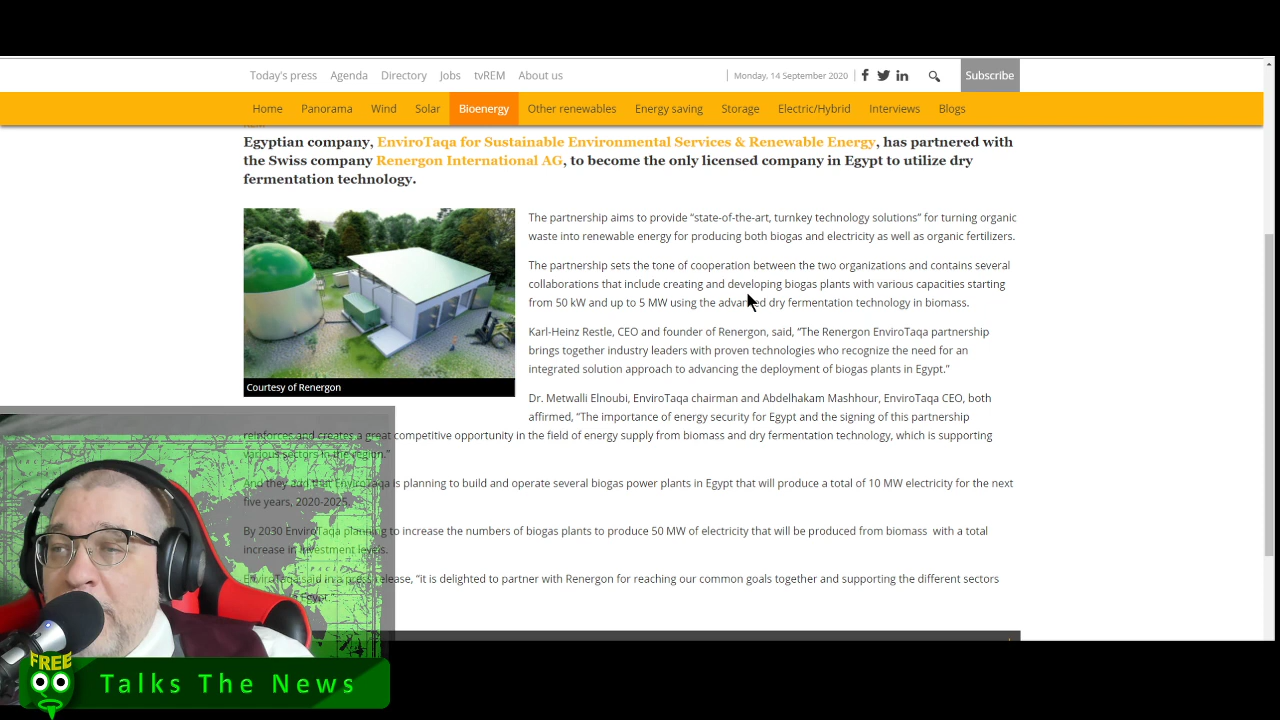 Today's press Agenda Directory Jobs tvREM About us
Monday, 14 September 2020
Subscribe
Home Panorama Wind Solar Bioenergy Other renewables Energy saving Storage Electric/Hybrid Interviews Blogs
Egyptian company, EnviroTaqa for Sustainable Environmental Services & Renewable Energy, has partnered with
the Swiss company Renergon International AG, to become the only licensed company in Egypt to utilize dry
fermentation technology.
The partnership aims to provide “state-of-the-art, turnkey technology solutions” for turning organic
waste into renewable energy for producing both biogas and electricity as well as organic fertilizers.
The partnership sets the tone of cooperation between the two organizations and contains several
collaborations that include creating and developing biogas plants with various capacities starting
from 50 kW and up to 5 MW using the advanced dry fermentation technology in biomass.
Karl-Heinz Restle, CEO and founder of Renergon, said, “The Renergon EnviroTaqa partnership
brings together industry leaders with proven technologies who recognize the need for an
integrated solution approach to advancing the deployment of biogas plants in Egypt.”
Courtesy of Renergon
Dr. Metwalli Elnoubi, EnviroTaqa chairman and Abdelhakam Mashhour, EnviroTaqa CEO, both
affirmed, “The importance of energy security for Egypt and the signing of this partnership
reinforces and creates a great competitive opportunity in the field of energy supply from biomass and dry fermentation technology, which is supporting
various sectors in the region.”
And they add that EnviroTaqa is planning to build and operate several biogas power plants in Egypt that will produce a total of 10 MW electricity for the next
five years, 2020-2025.
By 2030 EnviroTaqa planning to increase the numbers of biogas plants to produce 50 MW of electricity that will be produced from biomass with a total
increase in investment levels.
EnviroTaqa said in a press release, “it is delighted to partner with Renergon for reaching our common goals together and supporting the different sectors
Egypt.”
FREE
Talks The News